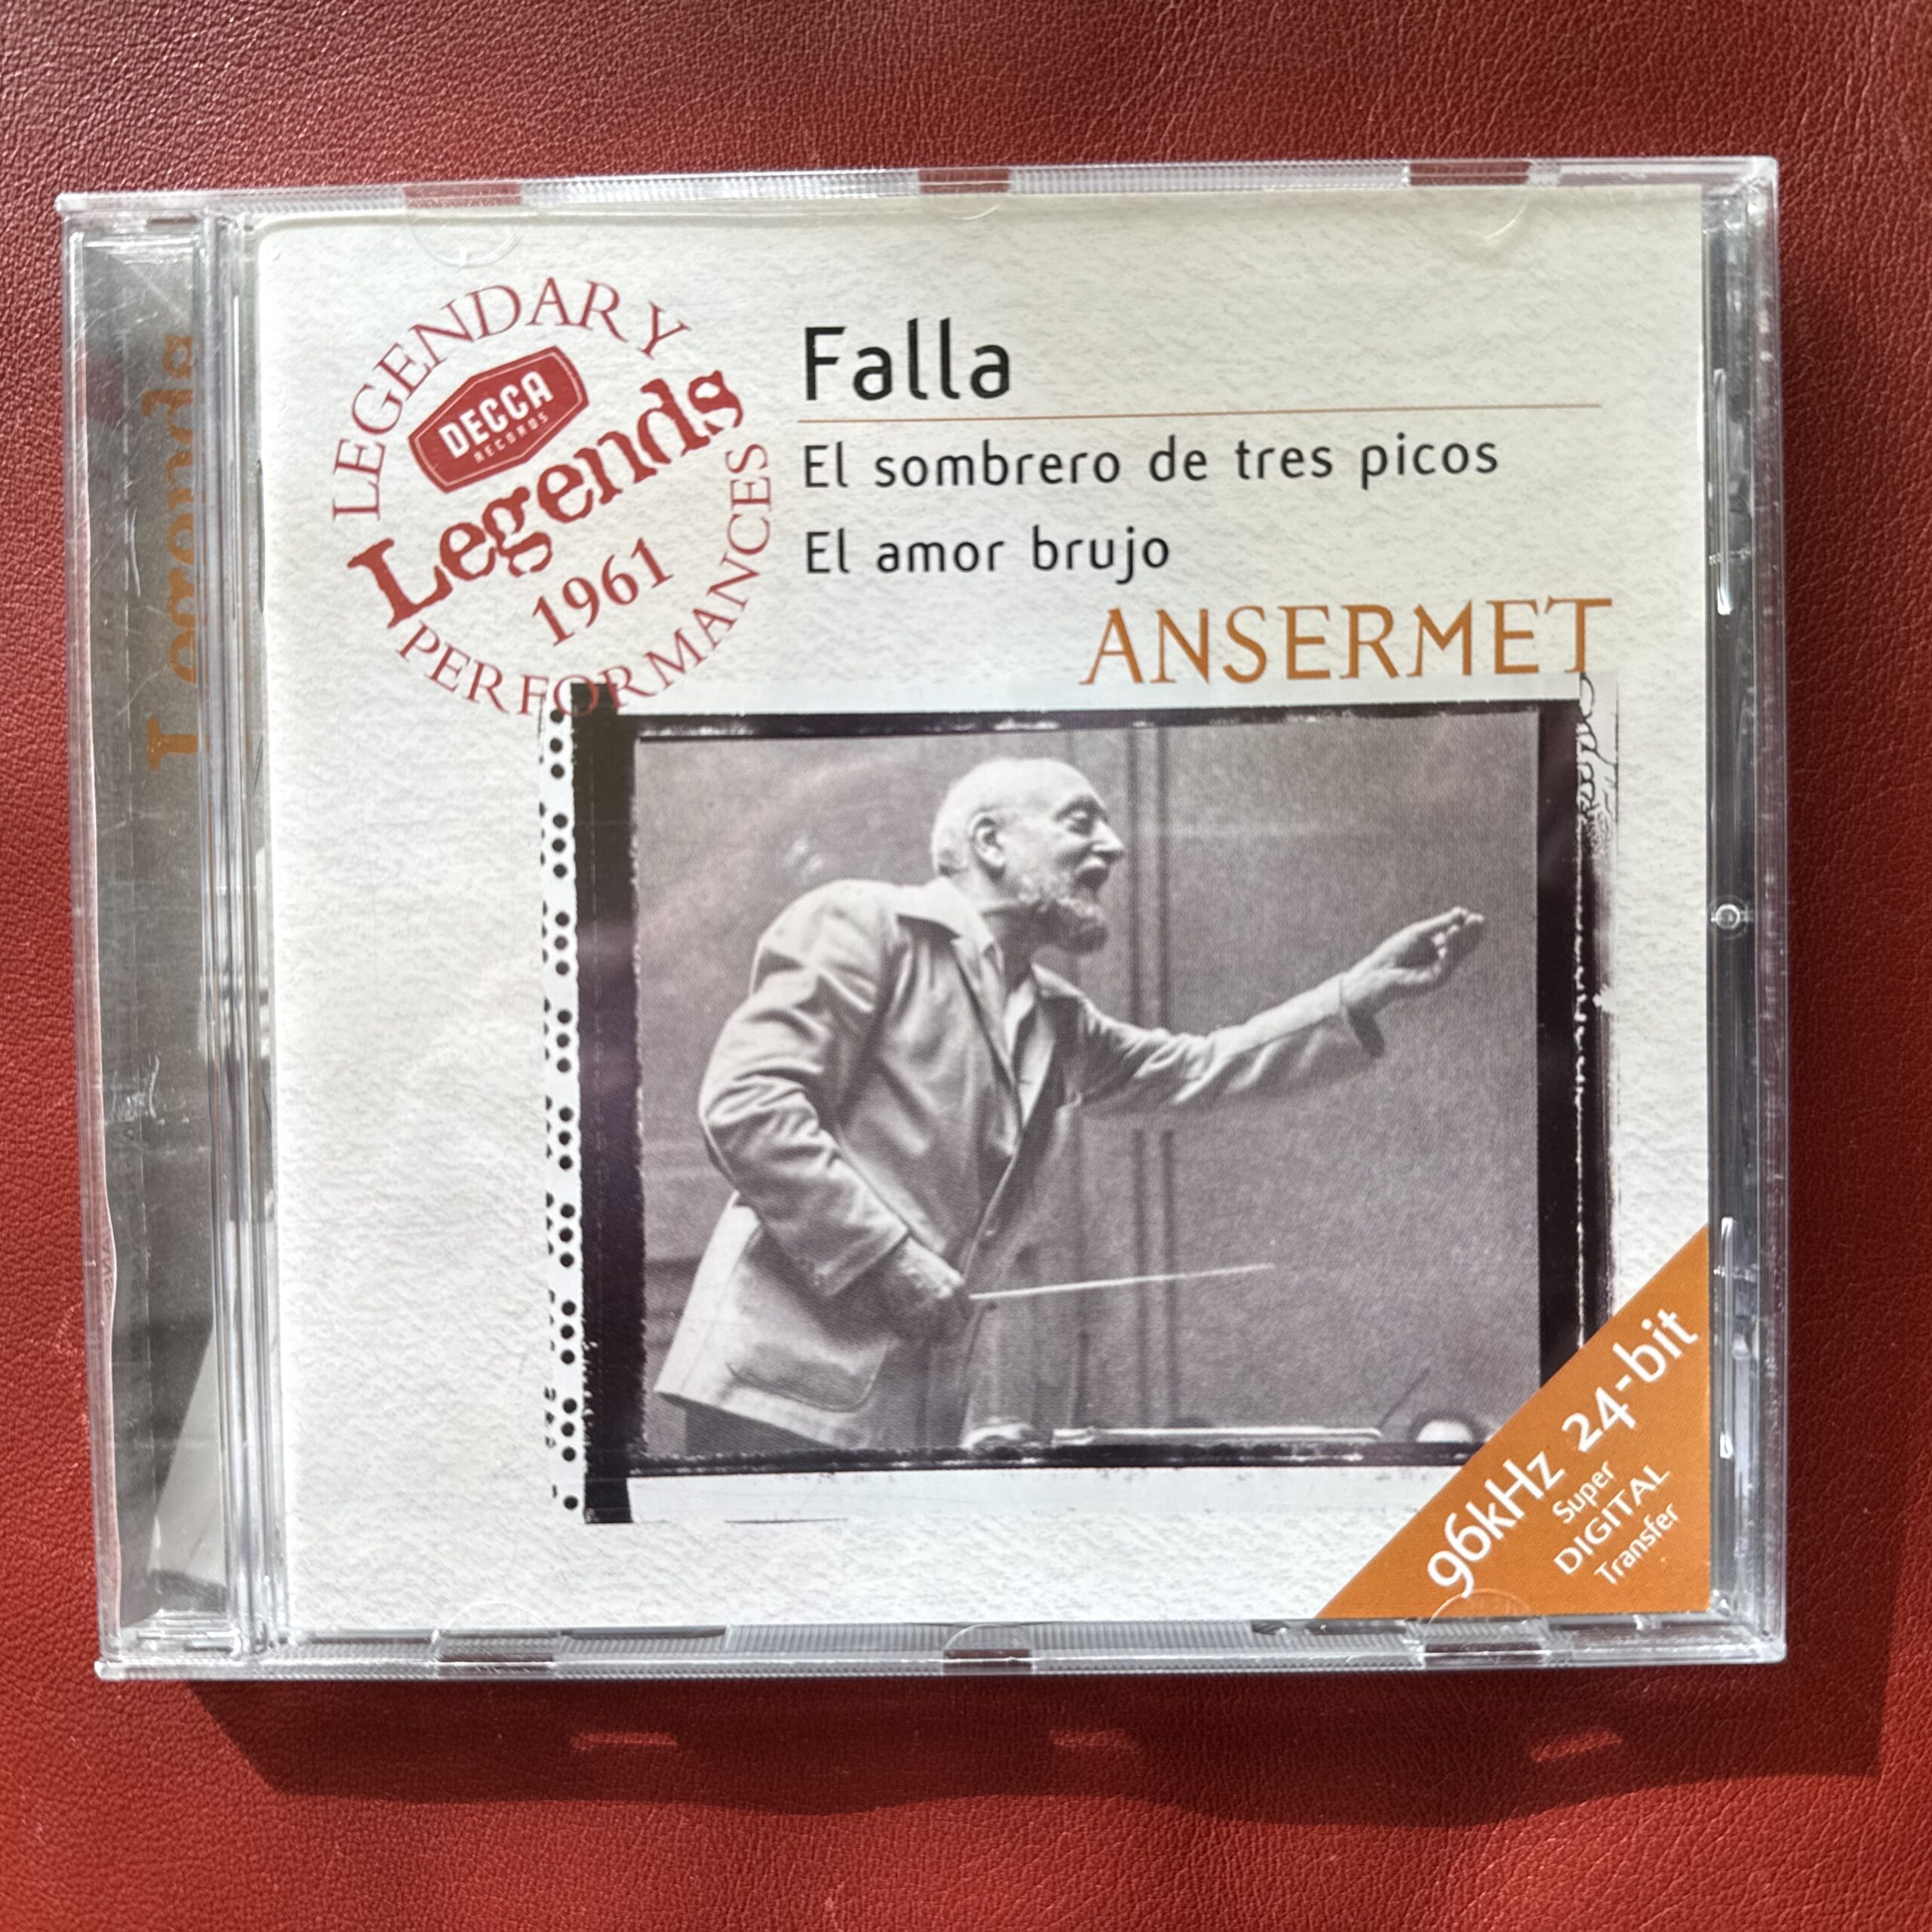 LEGENDARY
DECCA
RECORDS
Legends
1961
PERFORMANCES
Falla
El sombrero de tres picos
El amor brujo
ANSERMET
96kHz 24-bit
Super
DIGITAL
Transfer
Legends